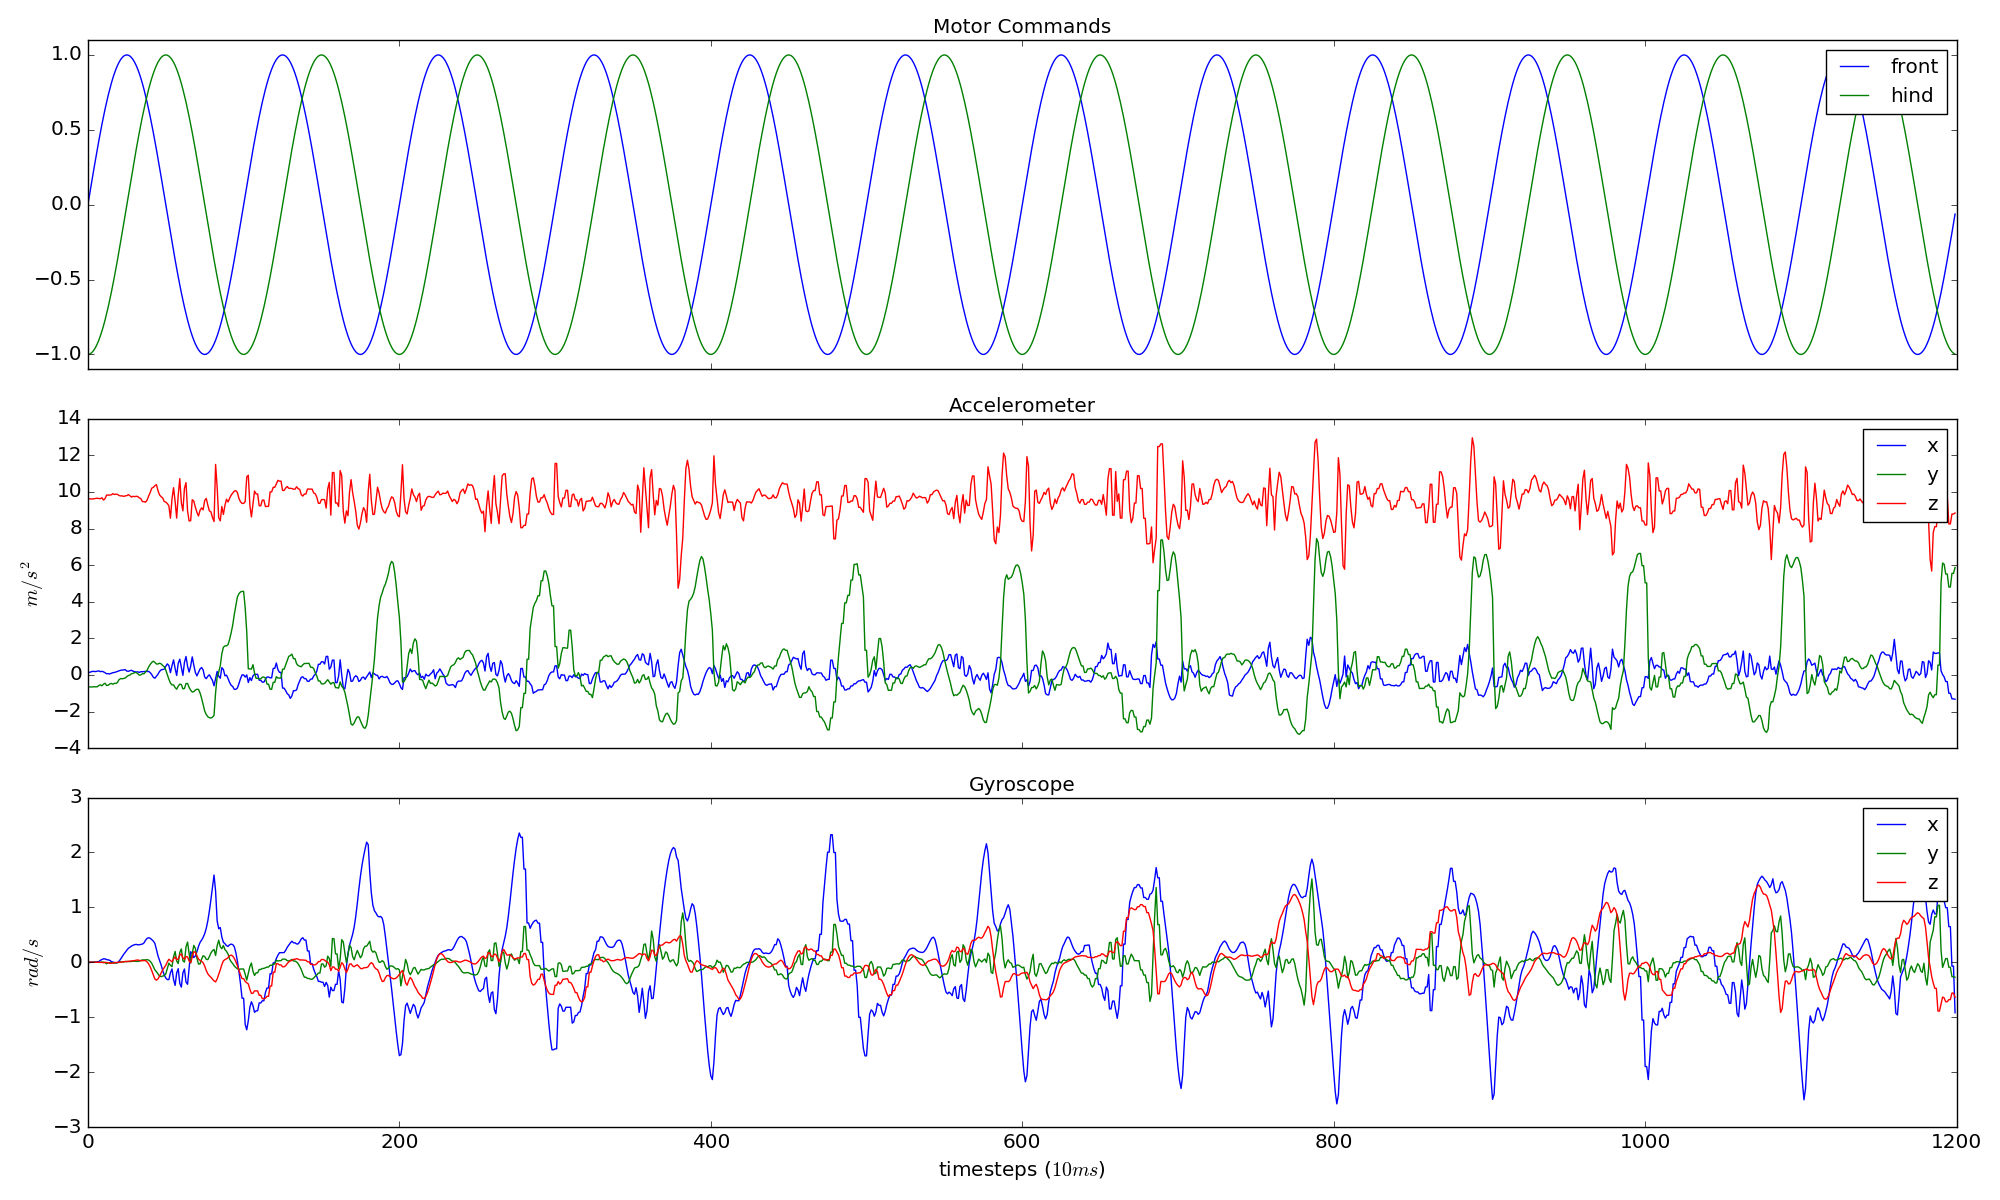 Motor Commands
1.0
0.5
0.0
−0.5
−1.0
front
hind
Accelerometer
14
12
10
8
6
4
2
0
−2
−4
m/s²
x
y
z
Gyroscope
3
2
1
0
−1
−2
−3
rad/s
x
y
z
0 200 400 600 800 1000 1200
timesteps (10ms)